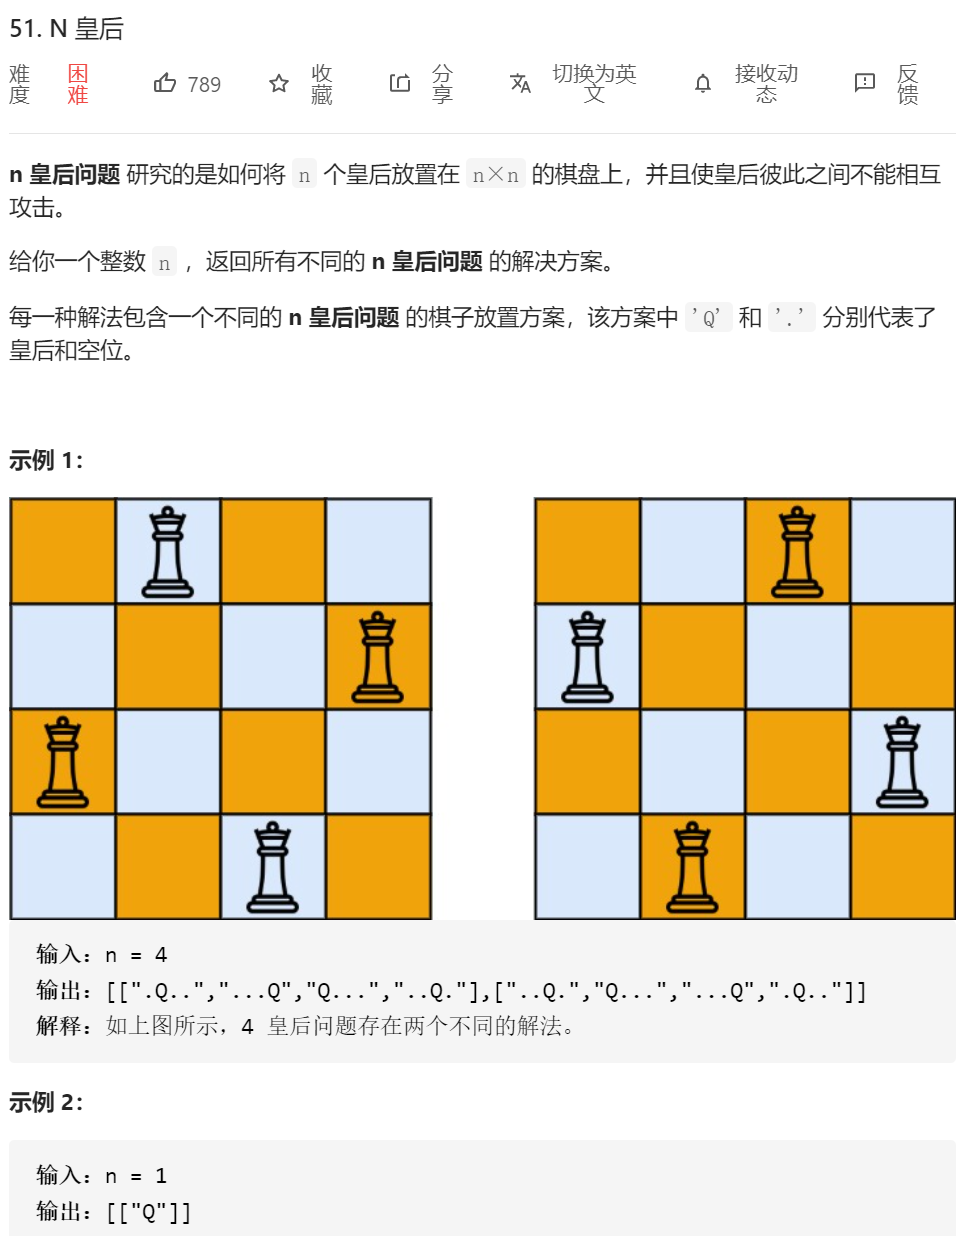 51. N 皇后
难度 困难 789 收藏 分享 切换为英文 接收动态 反馈
n 皇后问题 研究的是如何将 n 个皇后放置在 n×n 的棋盘上，并且使皇后彼此之间不能相互
攻击。
给你一个整数 n ，返回所有不同的 n 皇后问题 的解决方案。
每一种解法包含一个不同的 n 皇后问题 的棋子放置方案，该方案中 'Q' 和 '.' 分别代表了
皇后和空位。
示例 1：
输入：n = 4
输出：[[".Q..","...Q","Q...","..Q."],["..Q.","Q...","...Q",".Q.."]]
解释：如上图所示，4 皇后问题存在两个不同的解法。
示例 2：
输入：n = 1
输出：[["Q"]]